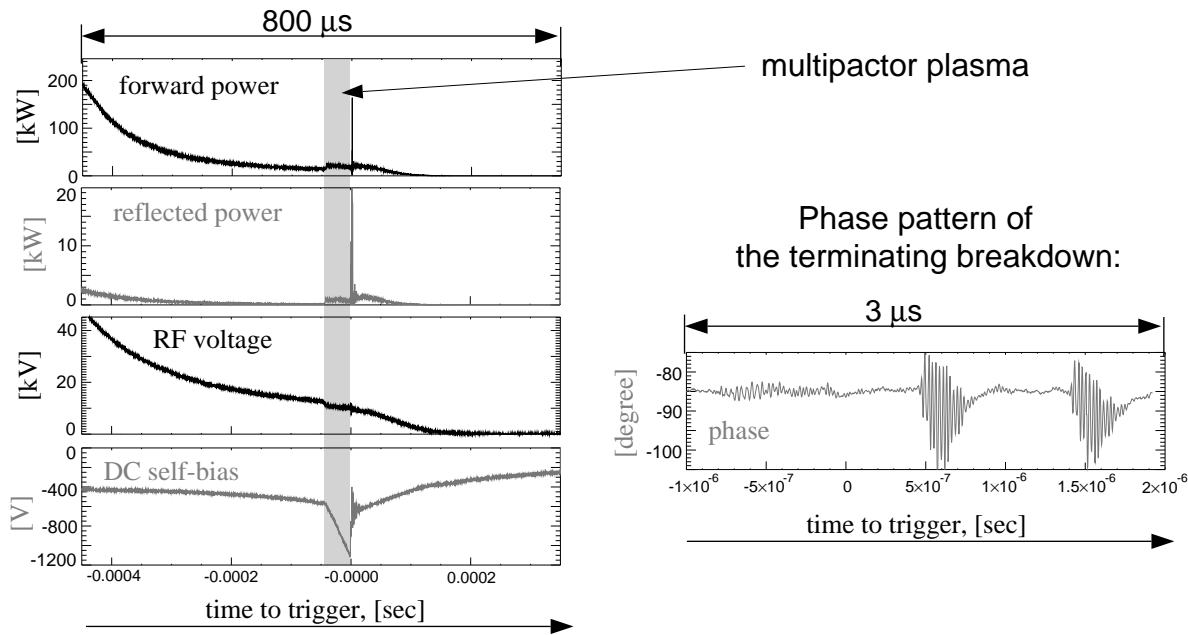 800 μs
multipactor plasma
forward power
[kW]
200
100
0
reflected power
[kW]
20
10
0
RF voltage
[kV]
40
20
0
DC self-bias
[V]
0
-400
-800
-1200
-0.0004 -0.0002 -0.0000 0.0002
time to trigger, [sec]
Phase pattern of
the terminating breakdown:
3 μs
[degree]
-80
-90
-100
phase
-1×10⁻⁶ -5×10⁻⁷ 0 5×10⁻⁷ 1×10⁻⁶ 1.5×10⁻⁶ 2×10⁻⁶
time to trigger, [sec]